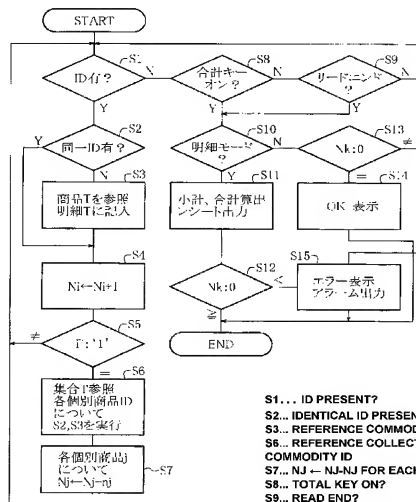 START
S1
ID有?
N
S8
合計キー
オン?
N
S9
リードエンド
?
N
Y
Y
Y
S2
Y
同一ID有?
N
S3
商品Tを参照
明細Tに記入
S10
明細モード
?
N
Y
S11
小計、合計算出
ンシート出力
S13
Nk:0
≠
=
S14
OK 表示
S4
Ni←Ni+1
S12
Nk:0
<
≧
S15
エラー表示
アラーム出力
END
S5
:'1'
≠
=
S6
集合T参照
各個別商品ID
について
S2,S3を実行
各個別商品j
について
Nj←Nj-nj
S7
S1... ID PRESENT?
S2... IDENTICAL ID PRESEN
S3... REFERENCE COMMOD
S6... REFERENCE COLLECT
COMMODITY ID
S7... NJ ← NJ-NJ FOR EACH
S8... TOTAL KEY ON?
S9... READ END?